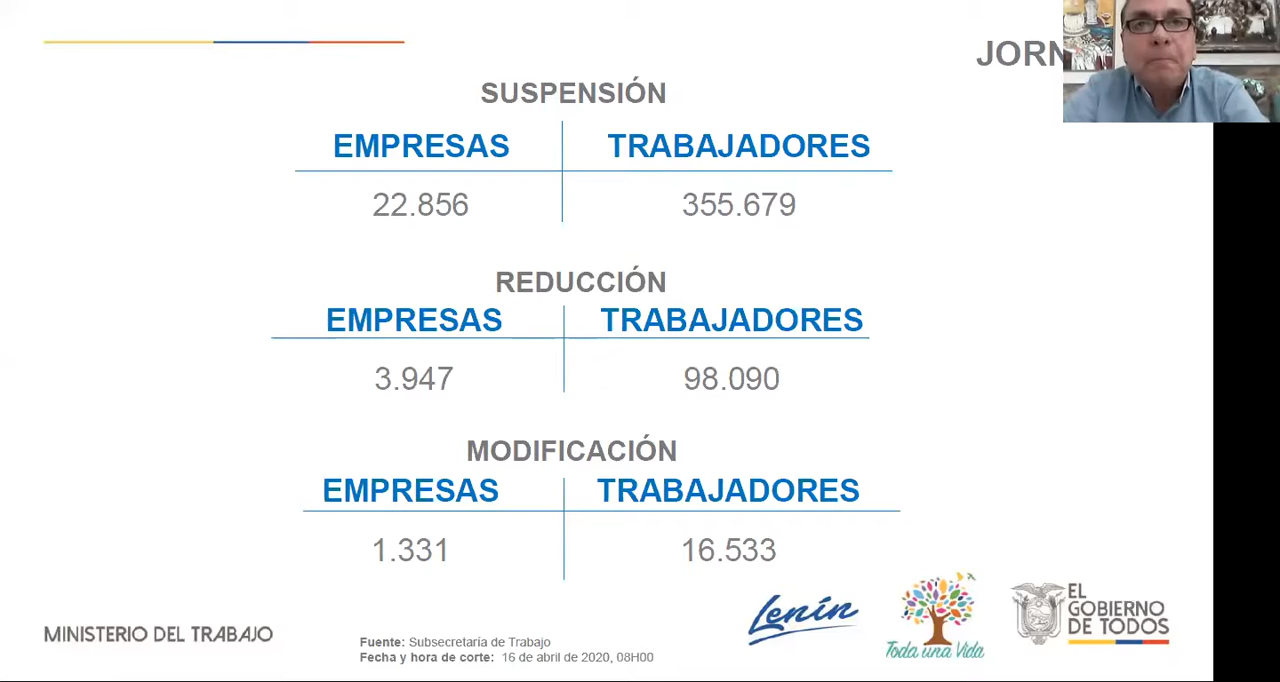 JORN
SUSPENSIÓN
EMPRESAS TRABAJADORES
22.856 355.679
REDUCCIÓN
EMPRESAS TRABAJADORES
3.947 98.090
MODIFICACIÓN
EMPRESAS TRABAJADORES
1.331 16.533
MINISTERIO DEL TRABAJO
Fuente: Subsecretaría de Trabajo
Fecha y hora de corte: 16 de abril de 2020, 08H00
Lenín
Toda una Vida
EL
GOBIERNO
DE TODOS